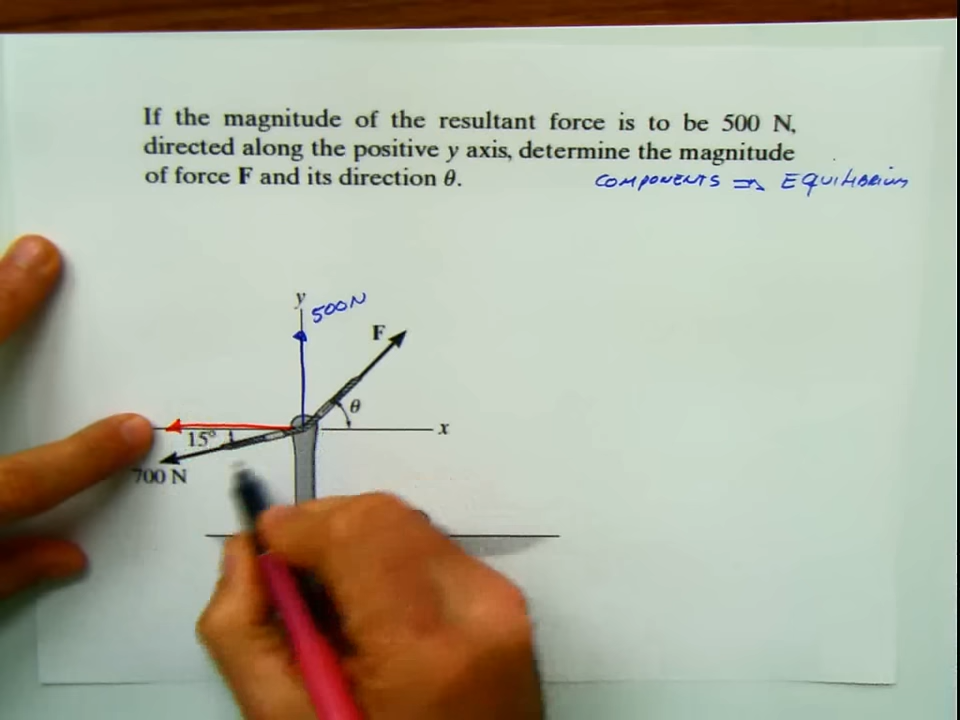 If the magnitude of the resultant force is to be 500 N,
directed along the positive y axis, determine the magnitude
of force F and its direction θ.
COMPONENTS ⇒ EQUILIBRIUM
y
500N
F
θ
x
15°
700 N